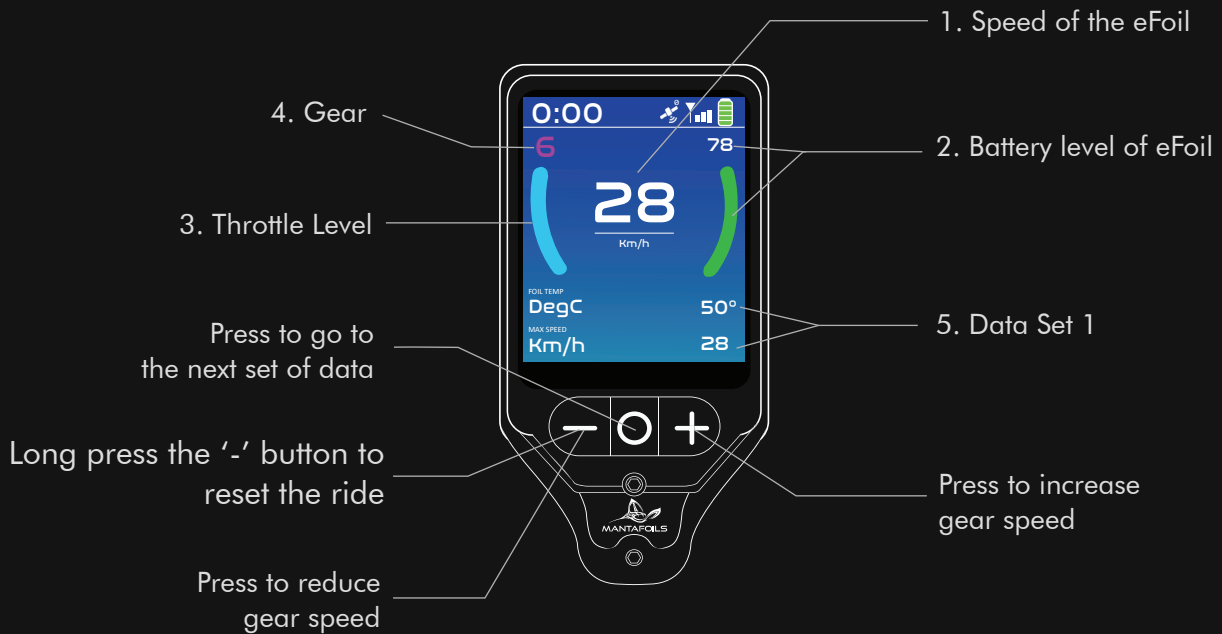 1. Speed of the eFoil
4. Gear
0:00
6
78
2. Battery level of eFoil
28
Km/h
3. Throttle Level
FOIL TEMP
DegC
50°
MAX SPEED
Km/h
28
5. Data Set 1
Press to go to
the next set of data
Long press the ‘-’ button to
reset the ride
Press to increase
gear speed
MANTAFOILS
Press to reduce
gear speed